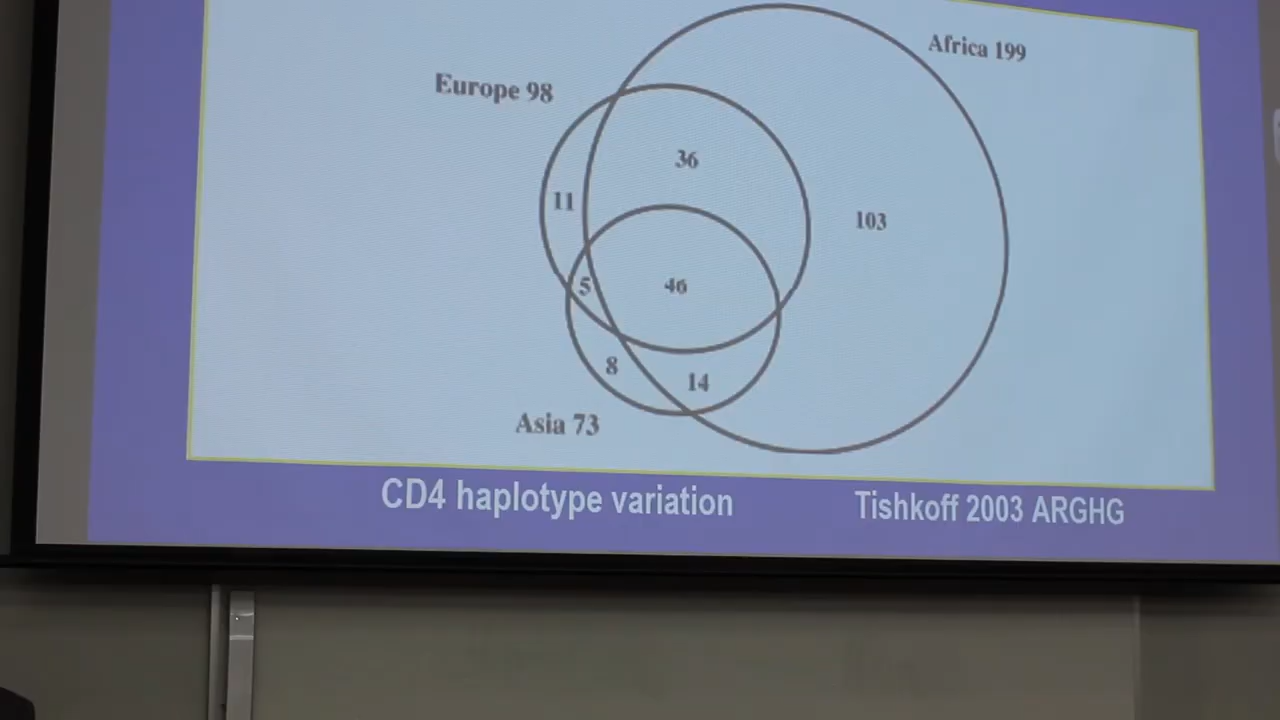 Africa 199
Europe 98
36
11
103
5
46
8
14
Asia 73
CD4 haplotype variation
Tishkoff 2003 ARGHG